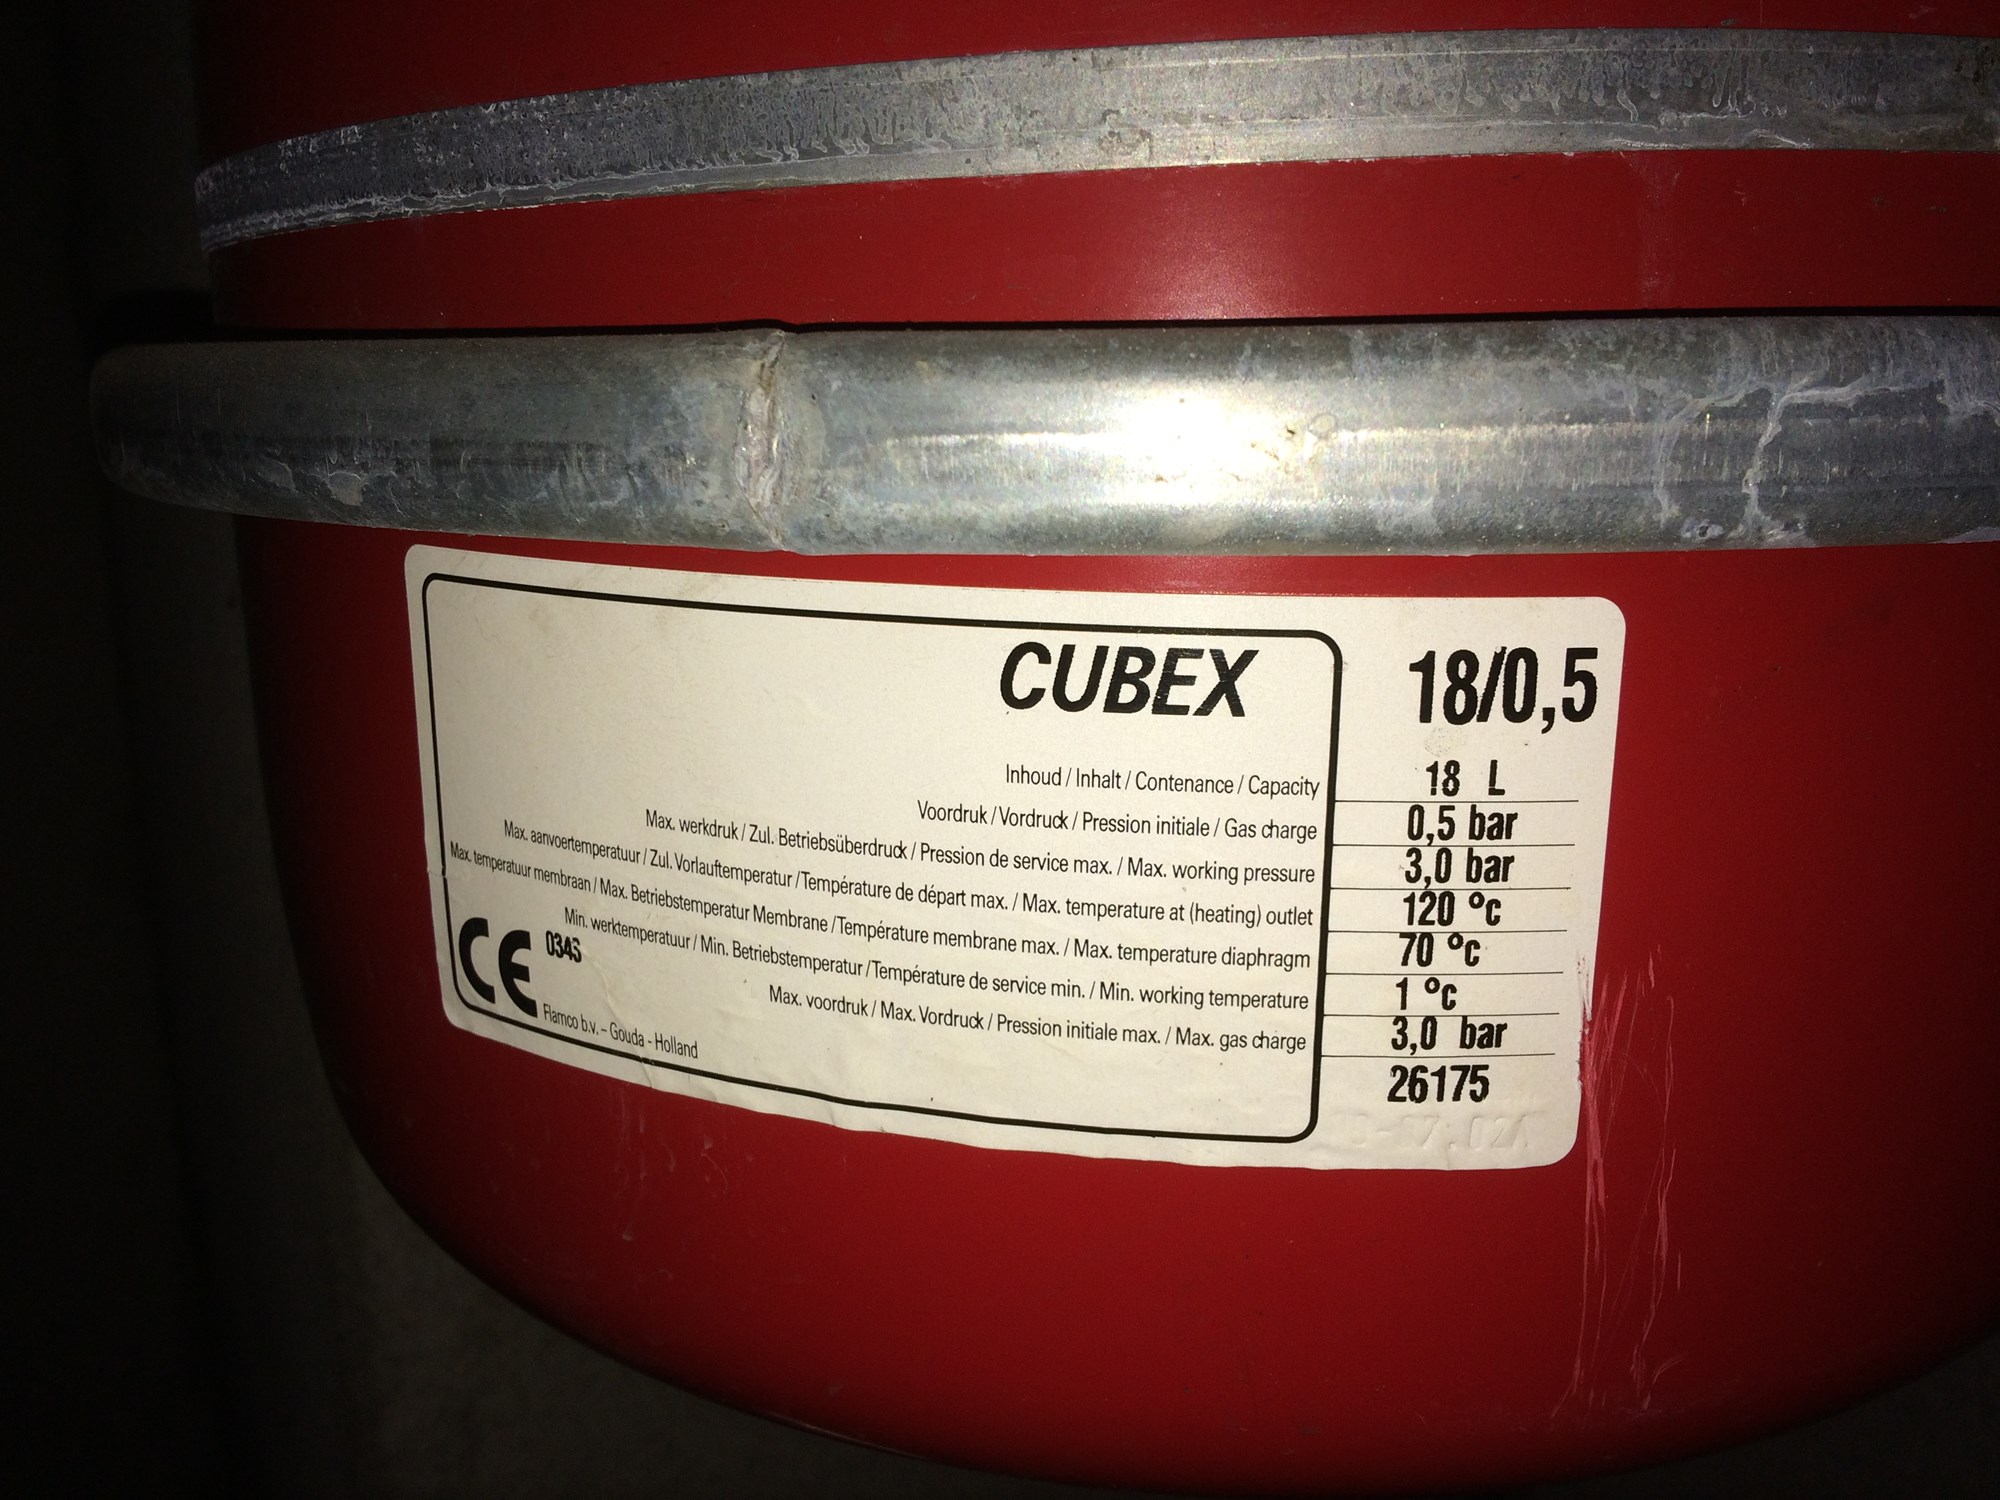 CUBEX 18/0,5
Inhoud / Inhalt / Contenance / Capacity 18 L
Voordruk / Vordruck / Pression initiale / Gas charge 0,5 bar
Max. werkdruk / Zul. Betriebsüberdruck / Pression de service max. / Max. working pressure 3,0 bar
Max. aanvoertemperatuur / Zul. Vorlauftemperatur / Température de départ max. / Max. temperature at (heating) outlet 120 °c
Max. temperatuur membraan / Max. Betriebstemperatur Membrane / Température membrane max. / Max. temperature diaphragm 70 °c
Min. werktemperatuur / Min. Betriebstemperatur / Température de service min. / Min. working temperature 1 °c
Max. voordruk / Max. Vordruck / Pression initiale max. / Max. gas charge 3,0 bar
26175
CE 0343
Flamco b.v. - Gouda - Holland